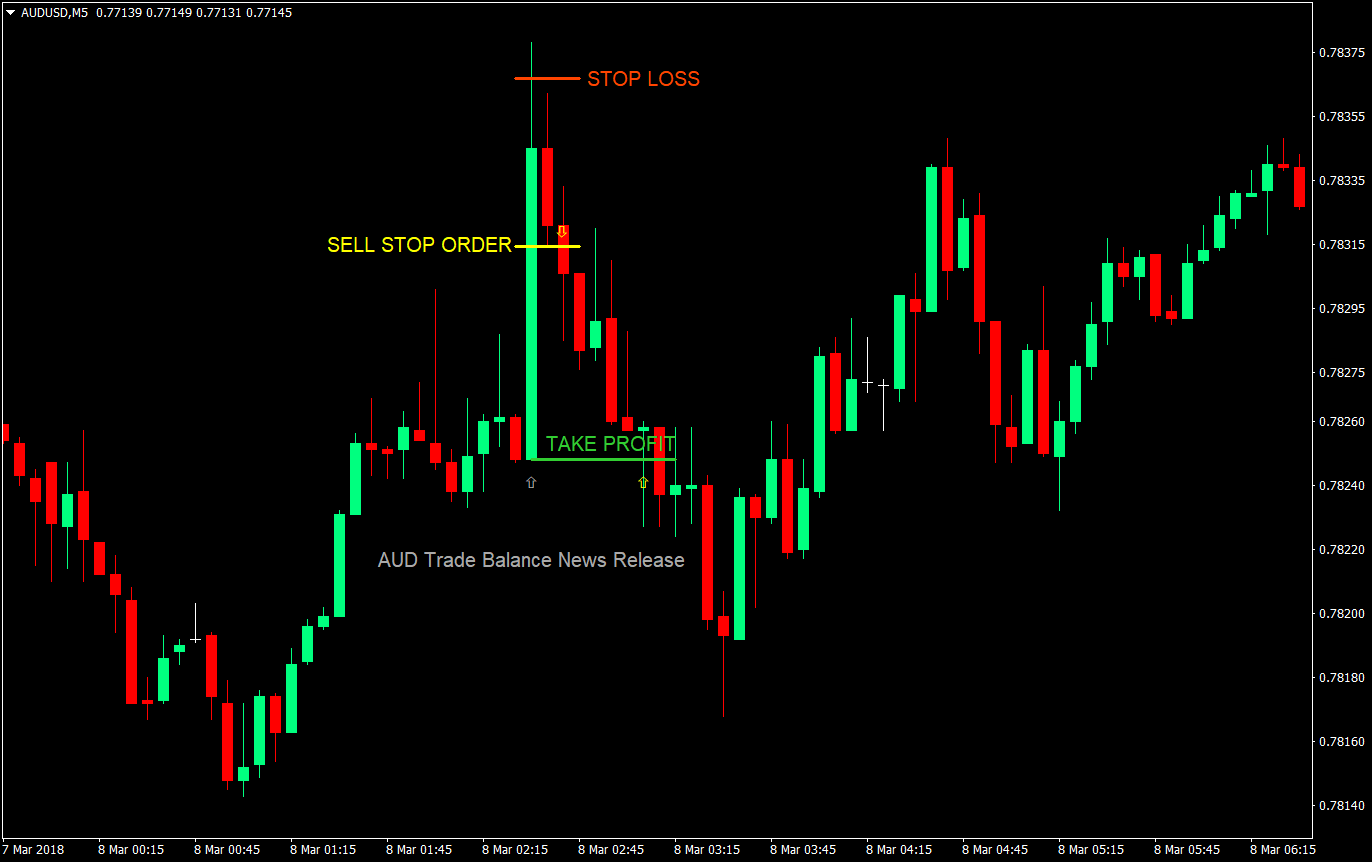 AUDUSD,M5 0.77139 0.77149 0.77131 0.77145
0.78375
STOP LOSS
0.78355
0.78335
SELL STOP ORDER
0.78315
0.78295
0.78275
0.78260
TAKE PROFIT
0.78240
AUD Trade Balance News Release
0.78220
0.78200
0.78180
0.78160
0.78140
7 Mar 2018 8 Mar 00:15 8 Mar 00:45 8 Mar 01:15 8 Mar 01:45 8 Mar 02:15 8 Mar 02:45 8 Mar 03:15 8 Mar 03:45 8 Mar 04:15 8 Mar 04:45 8 Mar 05:15 8 Mar 05:45 8 Mar 06:15